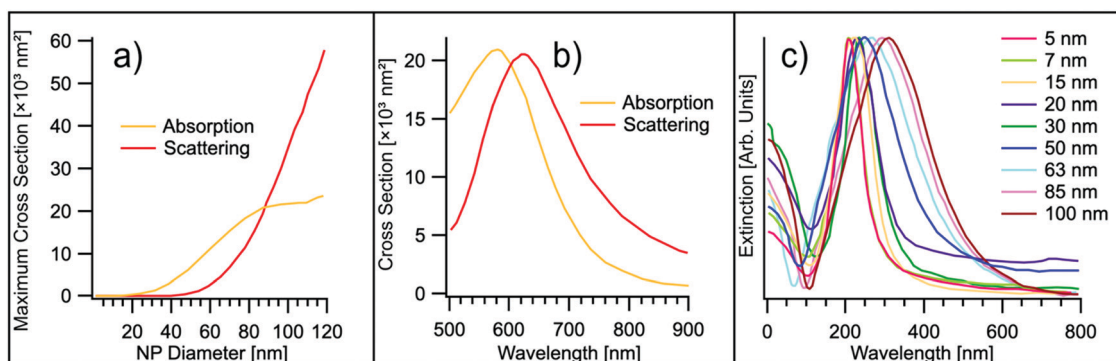 a)
Maximum Cross Section [×10³ nm²]
60
50
40
30
20
10
0
Absorption
Scattering
20 40 60 80 100 120
NP Diameter [nm]
b)
Cross Section [×10³ nm²]
20
15
10
5
0
Absorption
Scattering
500 600 700 800 900
Wavelength [nm]
c)
Extinction [Arb. Units]
5 nm
7 nm
15 nm
20 nm
30 nm
50 nm
63 nm
85 nm
100 nm
0 200 400 600 800
Wavelength [nm]